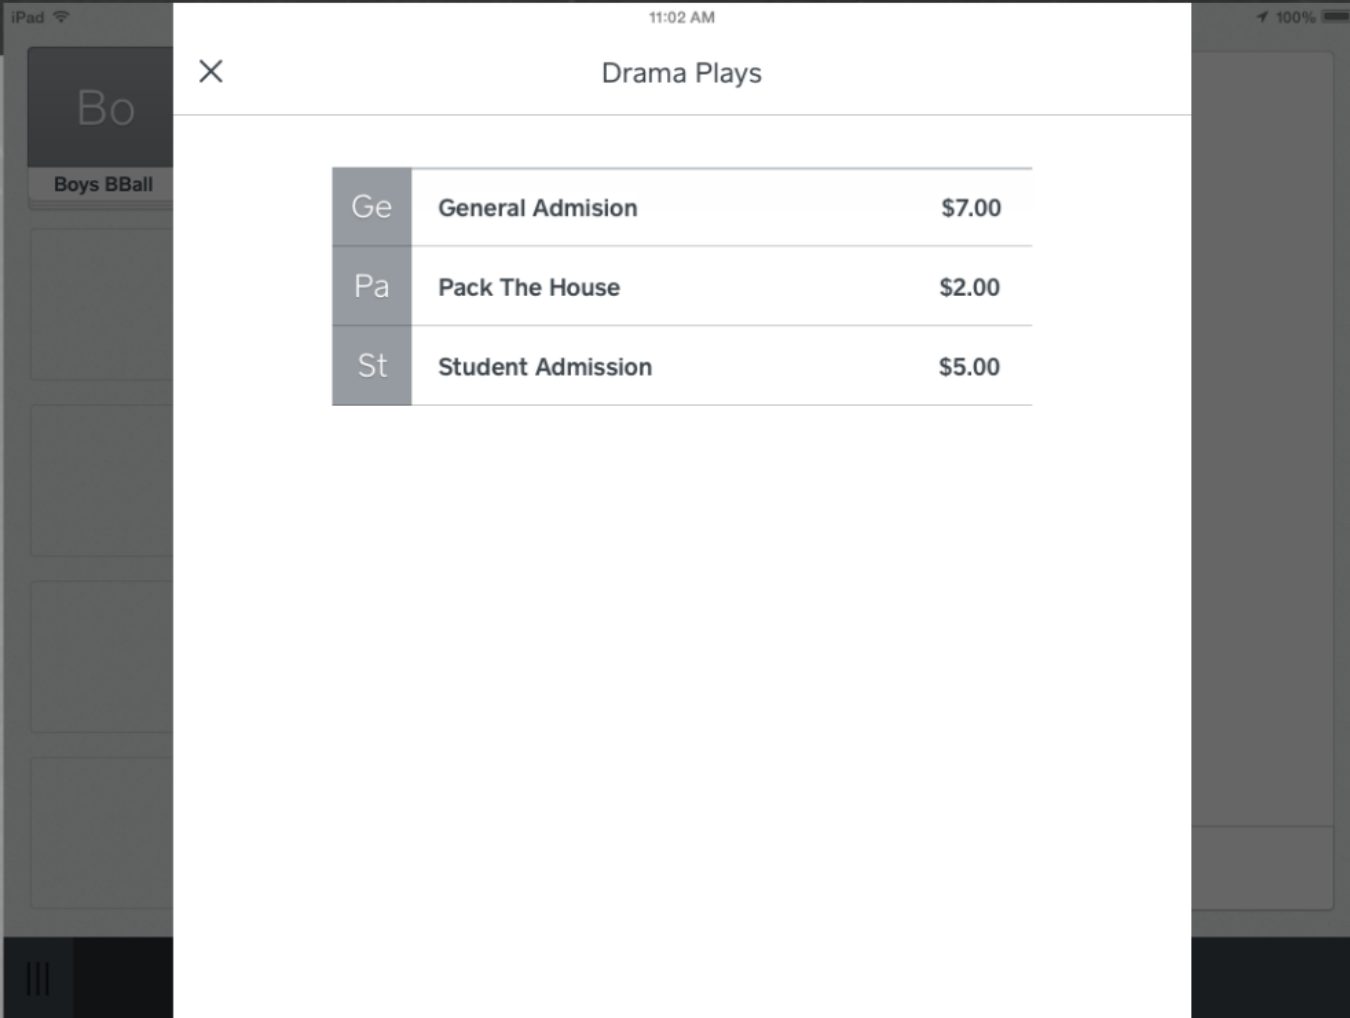 iPad 11:02 AM 100%
Drama Plays
Bo
Boys BBall
Ge General Admision $7.00
Pa Pack The House $2.00
St Student Admission $5.00